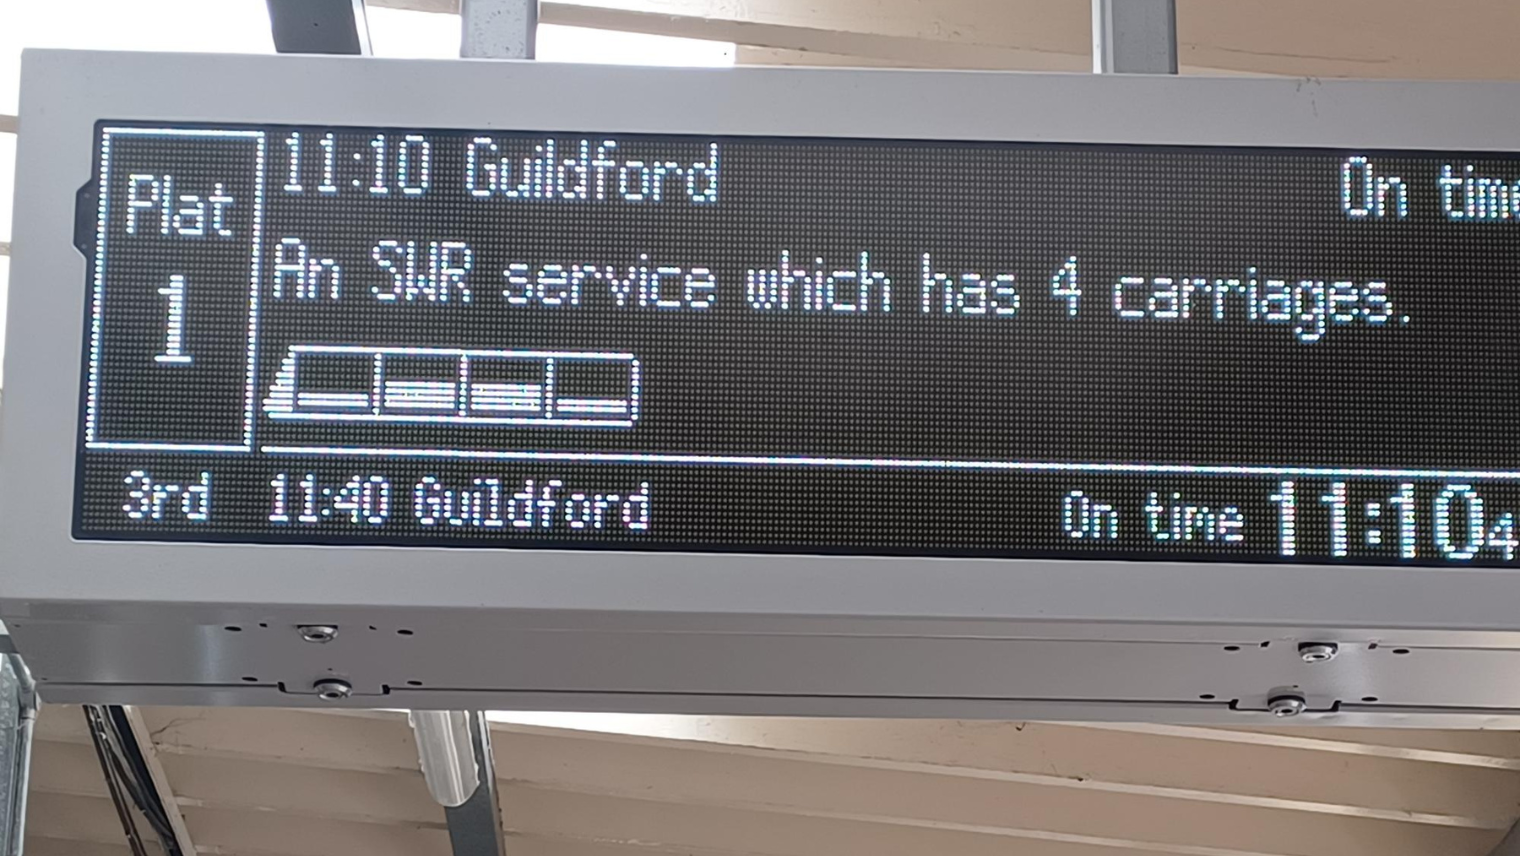 Plat
1
11:10 Guildford On time
An SWR service which has 4 carriages.
3rd 11:40 Guildford On time 11:10